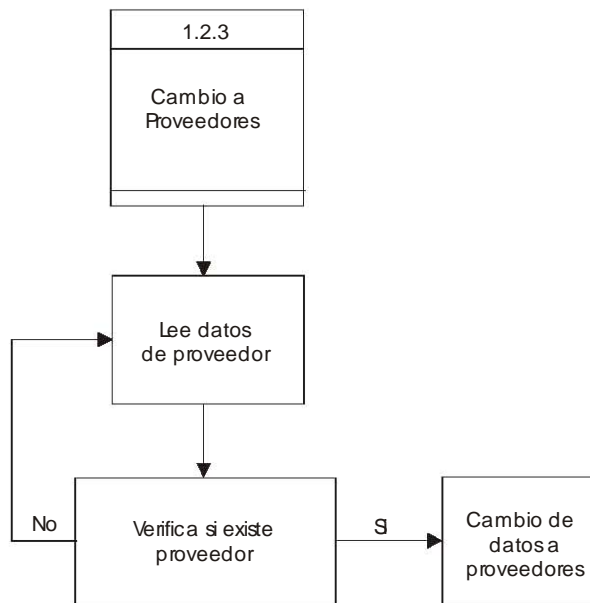 1.2.3
Cambio a
Proveedores
Lee datos
de proveedor
No
Verifica si existe
proveedor
Si
Cambio de
datos a
proveedores